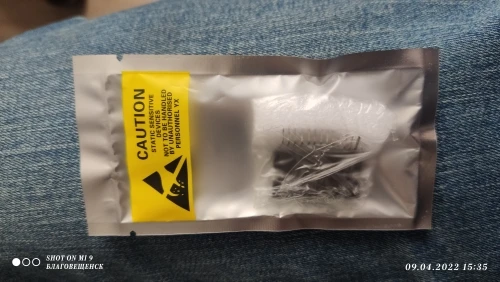 CAUTION
STATIC SENSITIVE
DEVICES
NOT TO BE HANDLED
BY UNAUTHORISED
PERSONNEL YX
SHOT ON MI 9
БЛАГОВЕЩЕНСК
09.04.2022 15:35